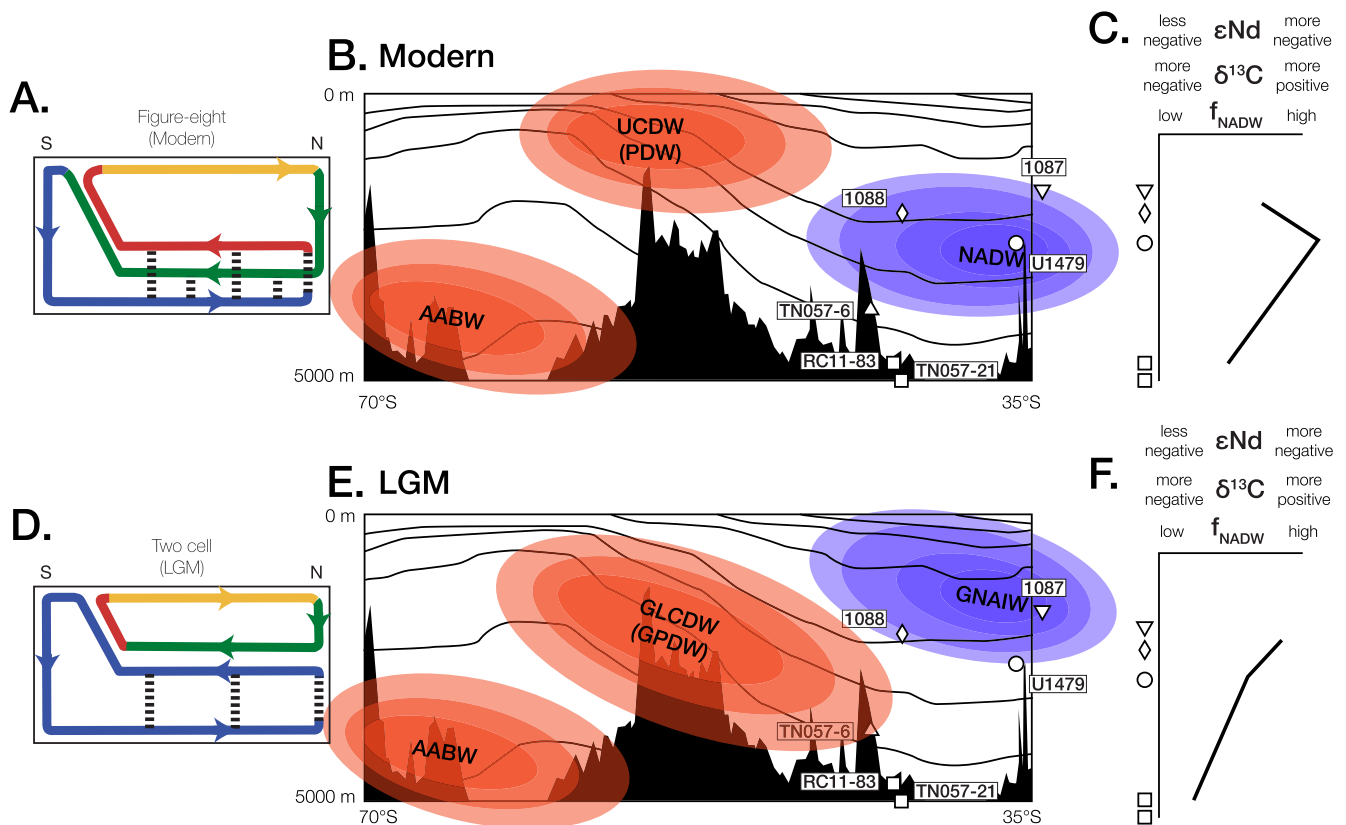 A.
Figure-eight
(Modern)
S
N
B. Modern
0 m
5000 m
70°S
35°S
UCDW
(PDW)
AABW
NADW
1087
1088
U1479
TN057-6
RC11-83
TN057-21
C.
less negative εNd more negative
more negative δ¹³C more positive
low fNADW high
D.
Two cell
(LGM)
S
N
E. LGM
0 m
5000 m
70°S
35°S
GLCDW
(GPDW)
AABW
GNAIW
1087
1088
U1479
TN057-6
RC11-83
TN057-21
F.
less negative εNd more negative
more negative δ¹³C more positive
low fNADW high